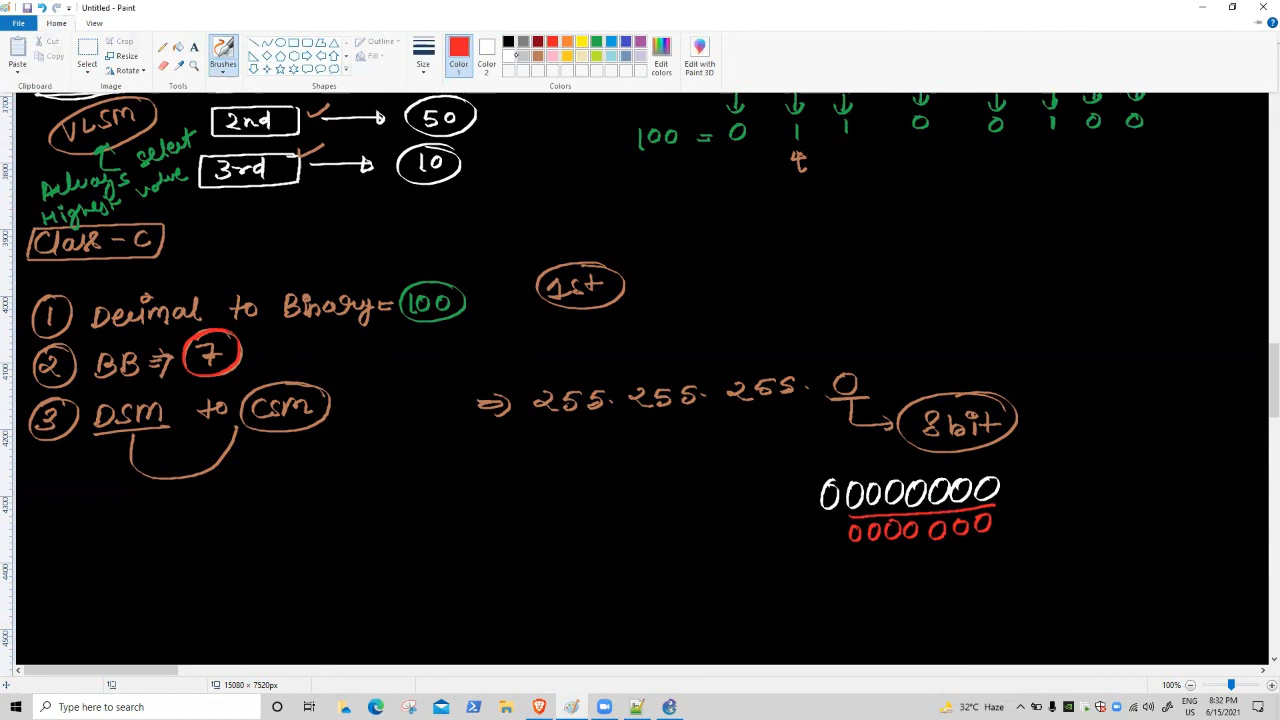 Vltsmd - Paint
File Home View
Cut
Copy
Paste
Clipboard
Select
Crop
Resize
Rotate
Image
Tools
Brushes
Outline
Fill
Shapes
Size
Color 1
Color 2
Edit colors
Edit with Paint 3D
Colors
VLSM
Always select
Highest value
2nd → 50
3rd → 10
100 = 0 1 1 0 0 1 0 0
Class - C
1st
① Decimal to Binary = 100
② BB ⇒ 7
③ DSM to CSM
⇒ 255. 255. 255. 0
8 bit
00000000
0000000
15080 × 7520px
100%
Type here to search
32°C Haze
ENG
US
8:32 PM
6/15/2021